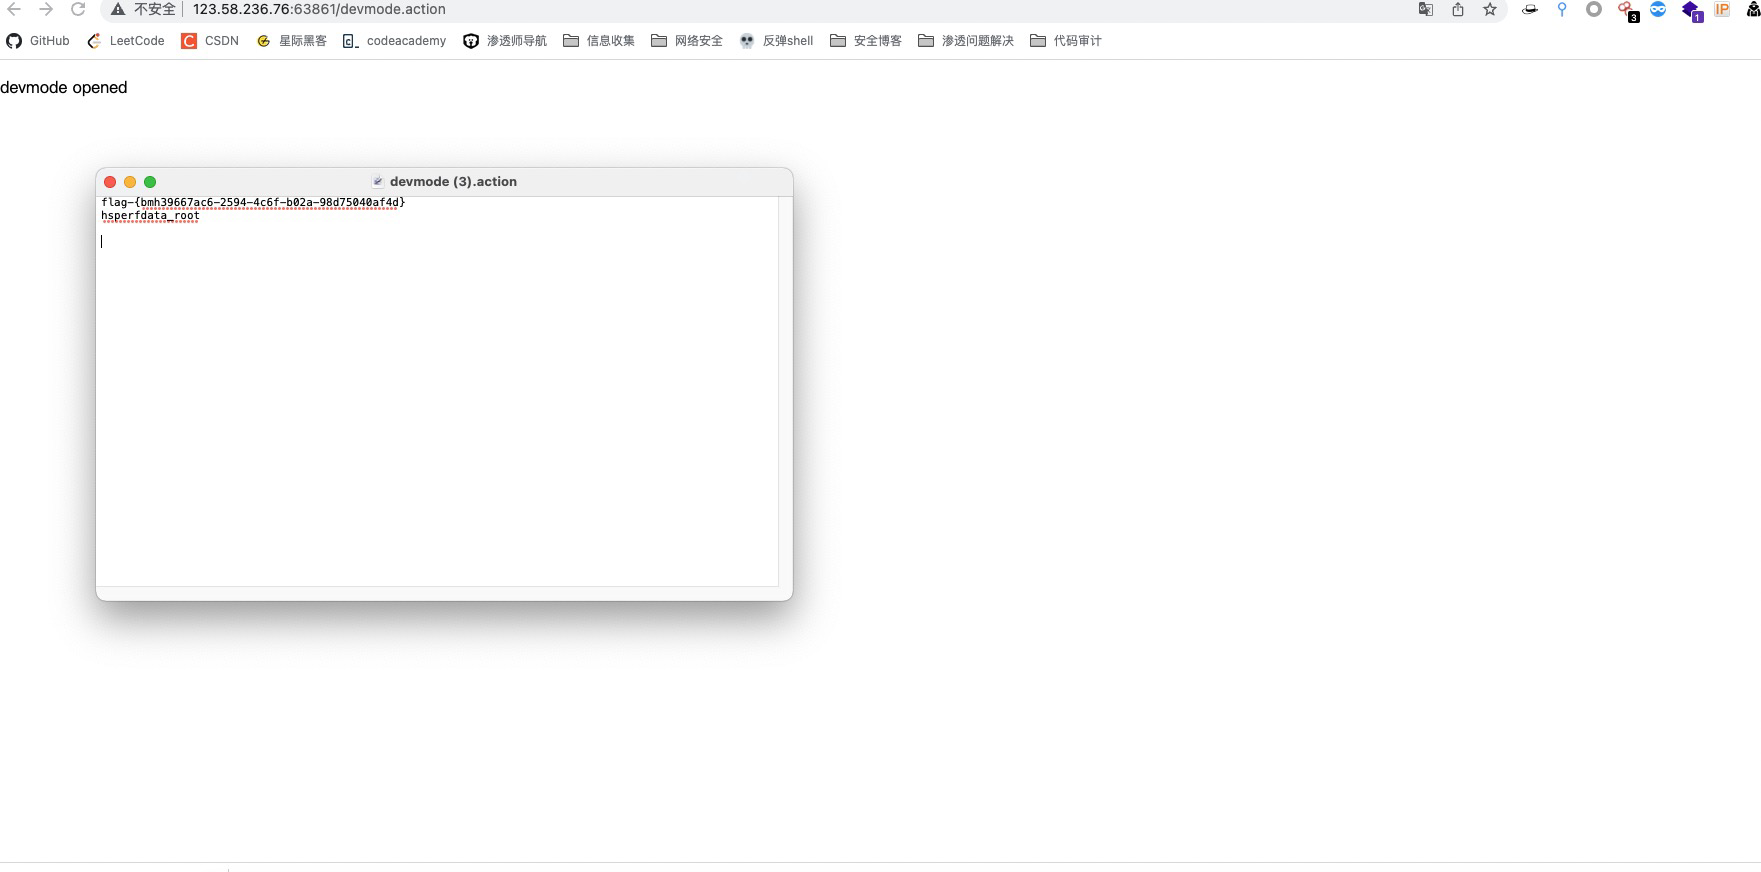 不安全 123.58.236.76:63861/devmode.action
3 1 IP
GitHub LeetCode C CSDN 星际黑客 codeacademy 渗透师导航 信息收集 网络安全 反弹shell 安全博客 渗透问题解决 代码审计
devmode opened
devmode (3).action
flag-{bmh39667ac6-2594-4c6f-b02a-98d75040af4d}
hsperfdata_root